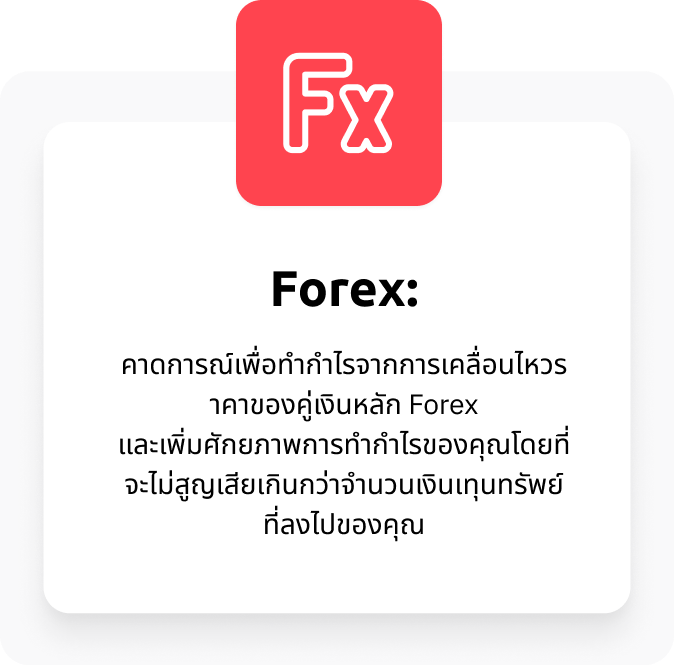 Fx
Forex:
คาดการณ์เพื่อทำกำไรจากการเคลื่อนไหวร
าคาของคู่เงินหลัก Forex
และเพิ่มศักยภาพการทำกำไรของคุณโดยที่
จะไม่สูญเสียเกินกว่าจำนวนเงินเทุนทรัพย์
ที่ลงไปของคุณ